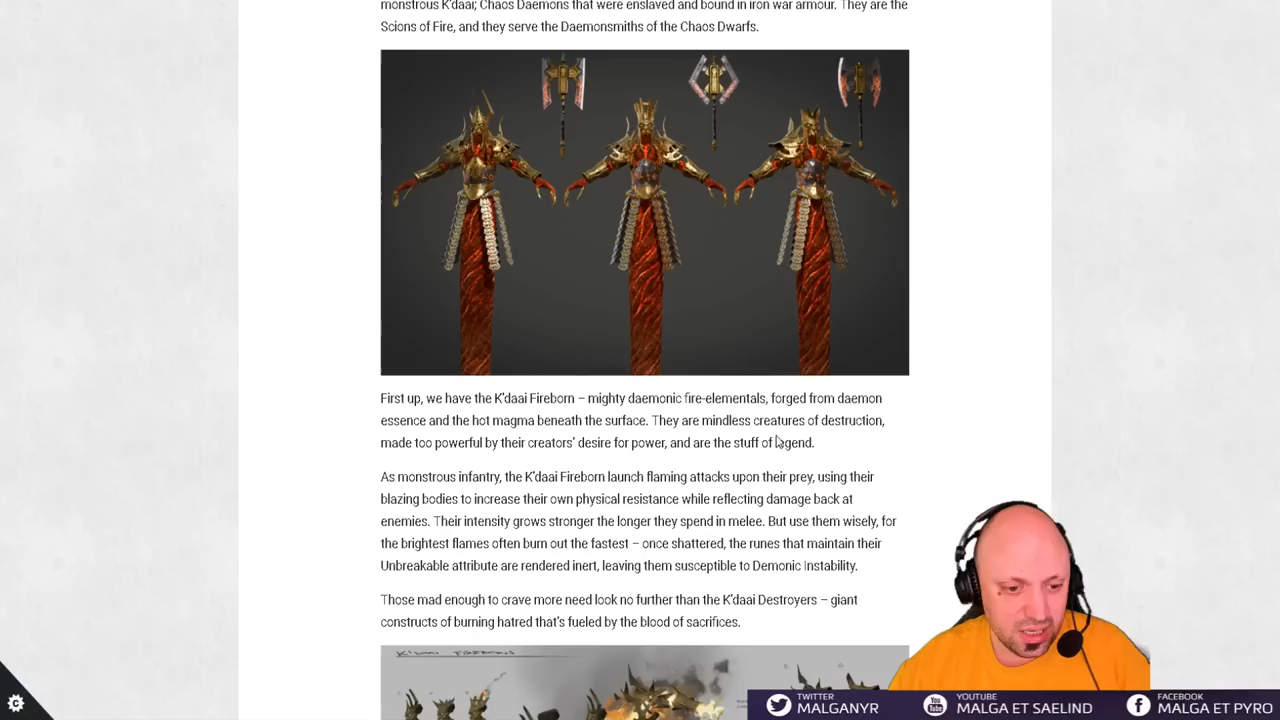 monstrous K'daai; Chaos Daemons that were enslaved and bound in iron war armour. They are the
Scions of Fire, and they serve the Daemonsmiths of the Chaos Dwarfs.
First up, we have the K'daai Fireborn – mighty daemonic fire-elementals, forged from daemon
essence and the hot magma beneath the surface. They are mindless creatures of destruction,
made too powerful by their creators' desire for power, and are the stuff of legend.
As monstrous infantry, the K'daai Fireborn launch flaming attacks upon their prey, using their
blazing bodies to increase their own physical resistance while reflecting damage back at
enemies. Their intensity grows stronger the longer they spend in melee. But use them wisely, for
the brightest flames often burn out the fastest – once shattered, the runes that maintain their
Unbreakable attribute are rendered inert, leaving them susceptible to Demonic Instability.
Those mad enough to crave more need look no further than the K'daai Destroyers – giant
constructs of burning hatred that's fueled by the blood of sacrifices.
K'DAAI FIREBORNS
TWITTER
MALGANYR
YOUTUBE
MALGA ET SAELIND
FACEBOOK
MALGA ET PYRO